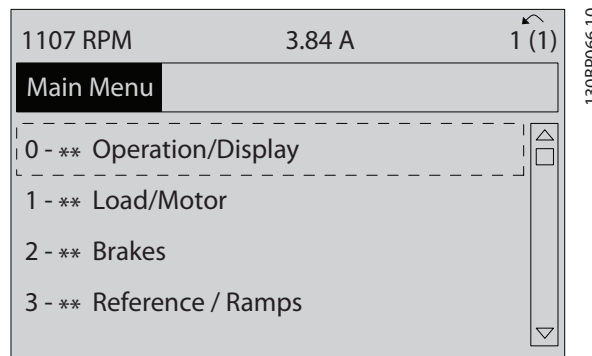 1107 RPM 3.84 A 1 (1)
Main Menu
0 - ** Operation/Display
1 - ** Load/Motor
2 - ** Brakes
3 - ** Reference / Ramps
130BP066.10